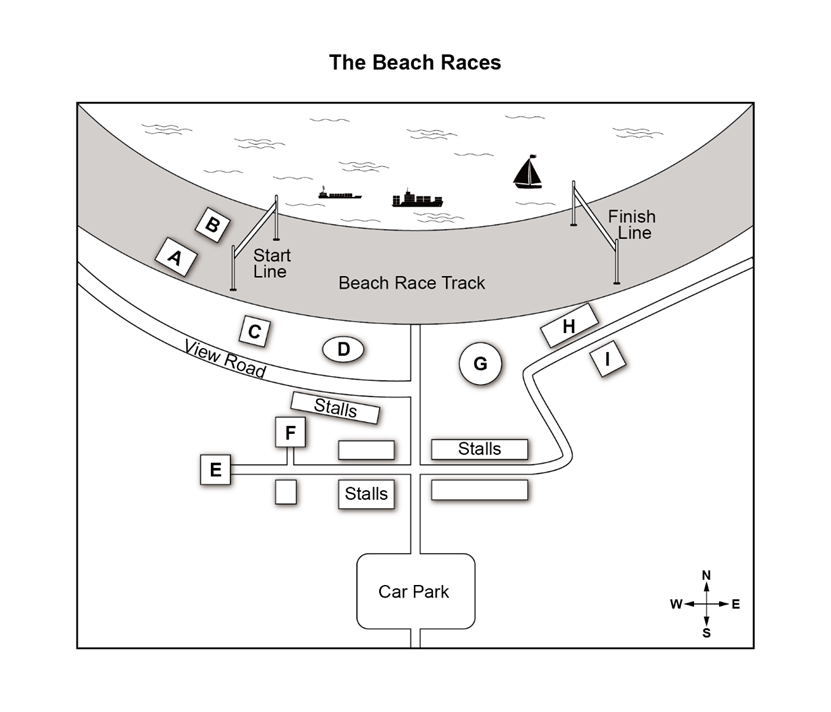 The Beach Races
Finish
Line
B
A
Start
Line
Beach Race Track
C
D
H
I
G
View Road
Stalls
F
Stalls
E
Stalls
Car Park
N
W E
S